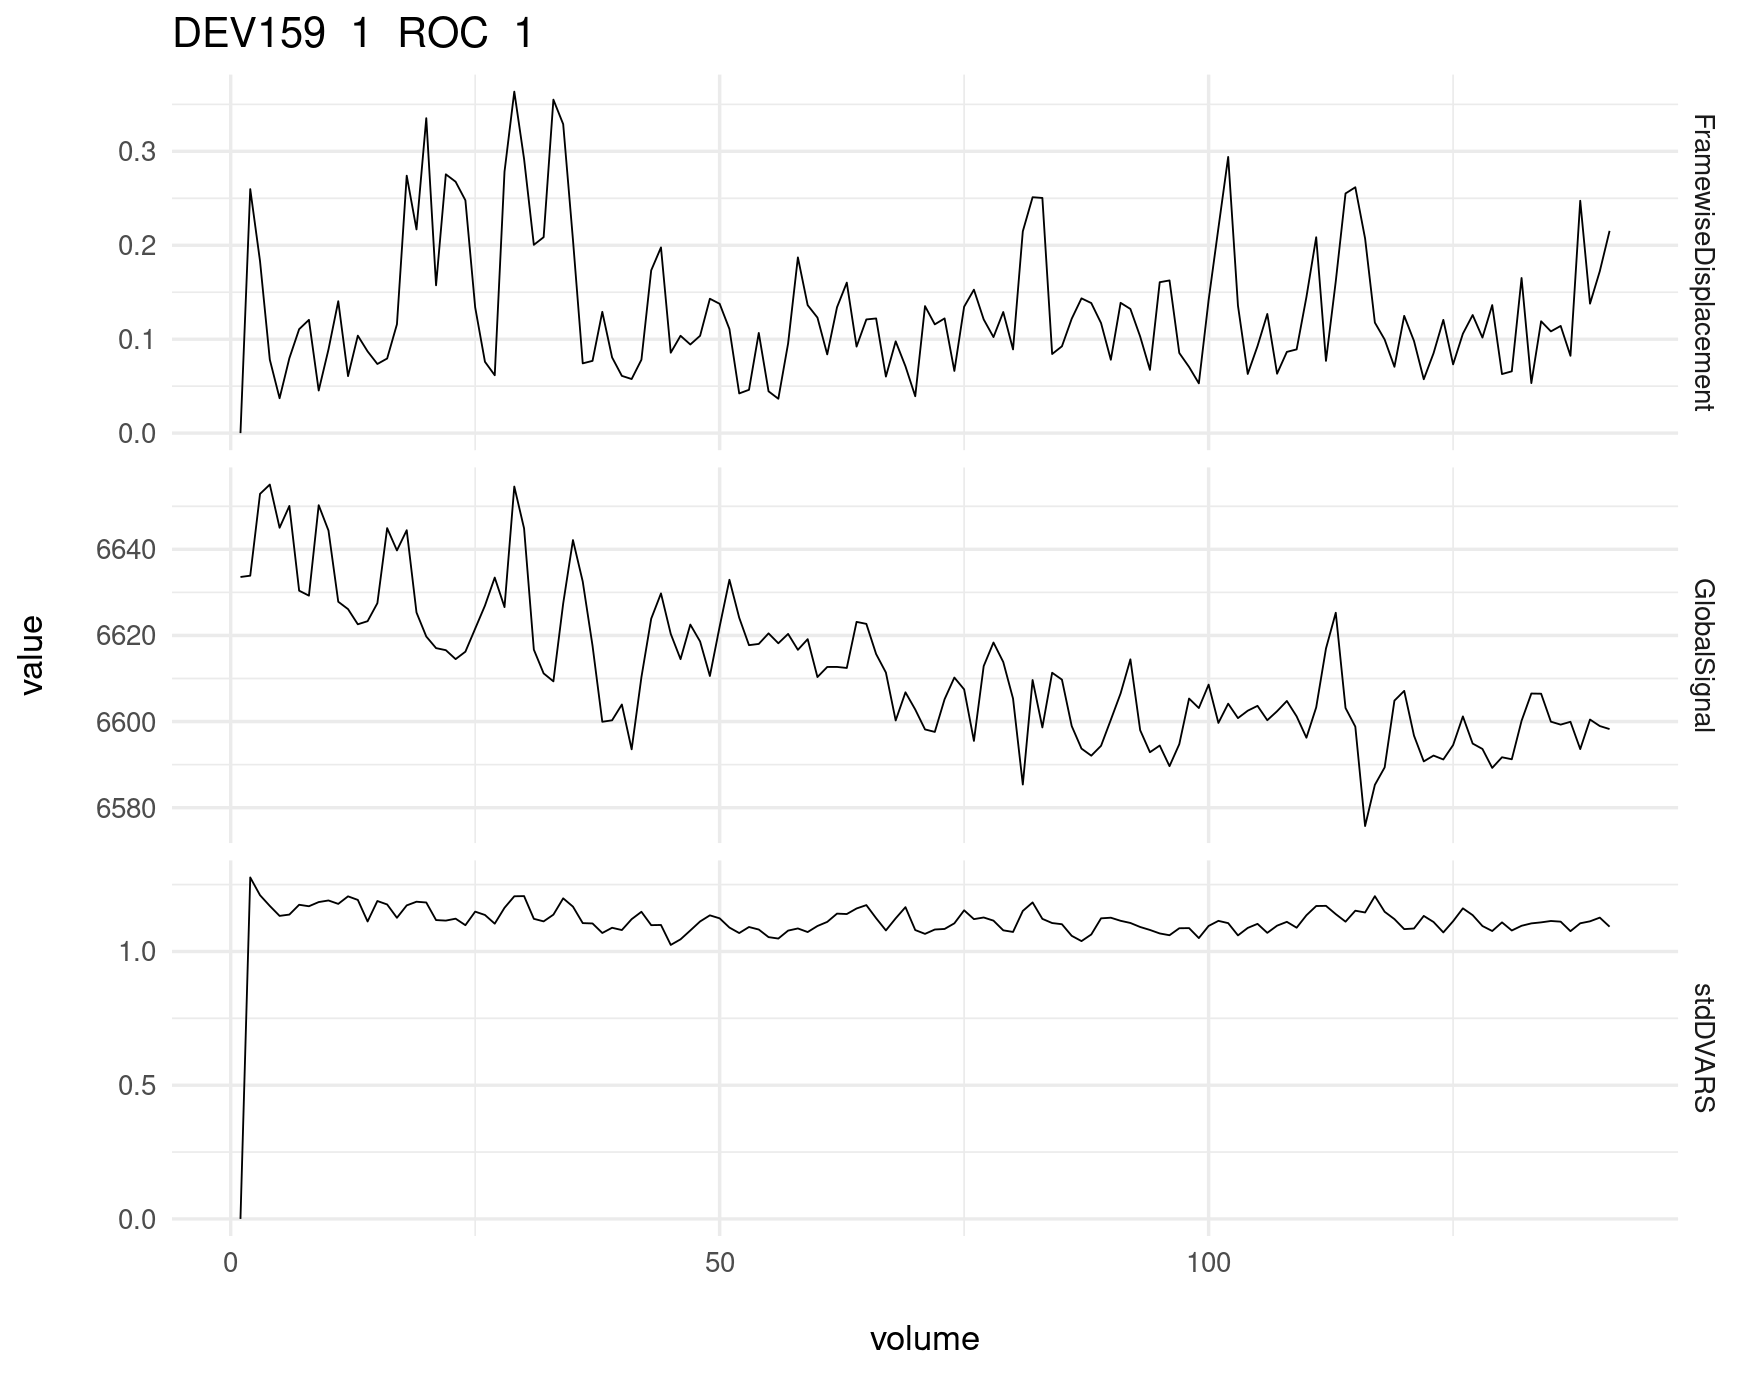 DEV159 1 ROC 1
0.3
0.2
0.1
0.0
FramewiseDisplacement
6640
6620
6600
6580
GlobalSignal
value
1.0
0.5
0.0
stdDVARS
0 50 100
volume